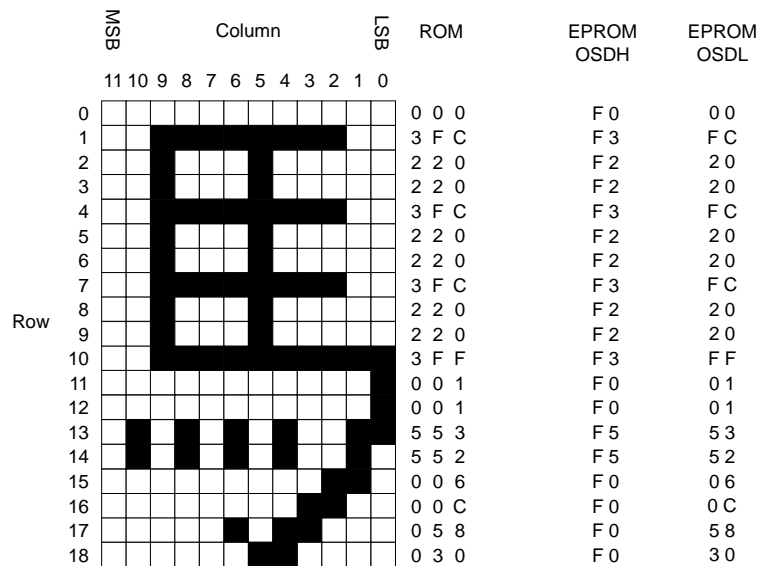 MSB Column LSB ROM EPROM OSDH EPROM OSDL
11 10 9 8 7 6 5 4 3 2 1 0
0 0 0 0 F 0 0 0
1 3 F C F 3 F C
2 2 2 0 F 2 2 0
3 2 2 0 F 2 2 0
4 3 F C F 3 F C
5 2 2 0 F 2 2 0
6 2 2 0 F 2 2 0
7 3 F C F 3 F C
8 2 2 0 F 2 2 0
Row
9 2 2 0 F 2 2 0
10 3 F F F 3 F F
11 0 0 1 F 0 0 1
12 0 0 1 F 0 0 1
13 5 5 3 F 5 5 3
14 5 5 2 F 5 5 2
15 0 0 6 F 0 0 6
16 0 0 C F 0 0 C
17 0 5 8 F 0 5 8
18 0 3 0 F 0 3 0